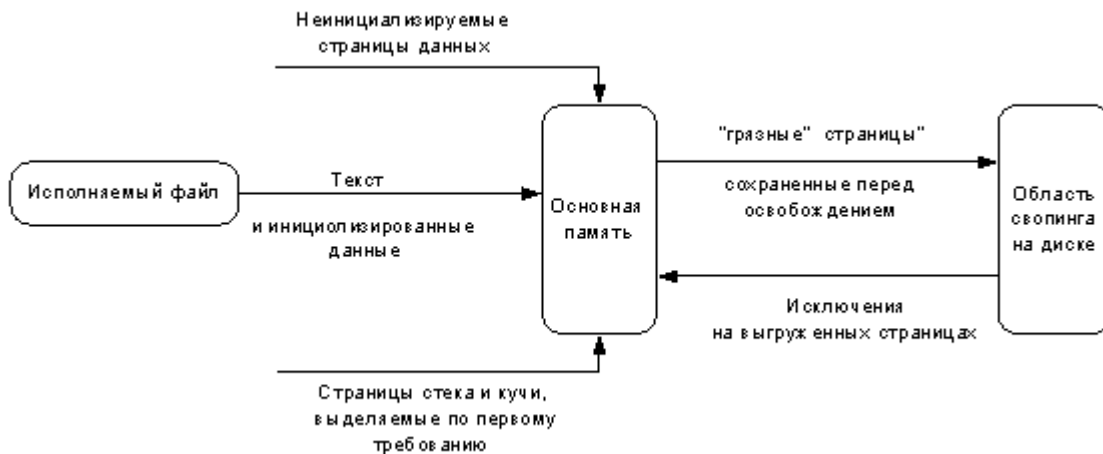 Неинициализируемые
страницы данных
"грязные" страницы"
Исполняемый файл
Текст
и инициолизированные
данные
Основная
память
сохраненные перед
освобождением
Область
свопинга
на диске
Исключения
на выгруженных страницах
Страницы стека и кучи,
выделяемые по первому
требованию